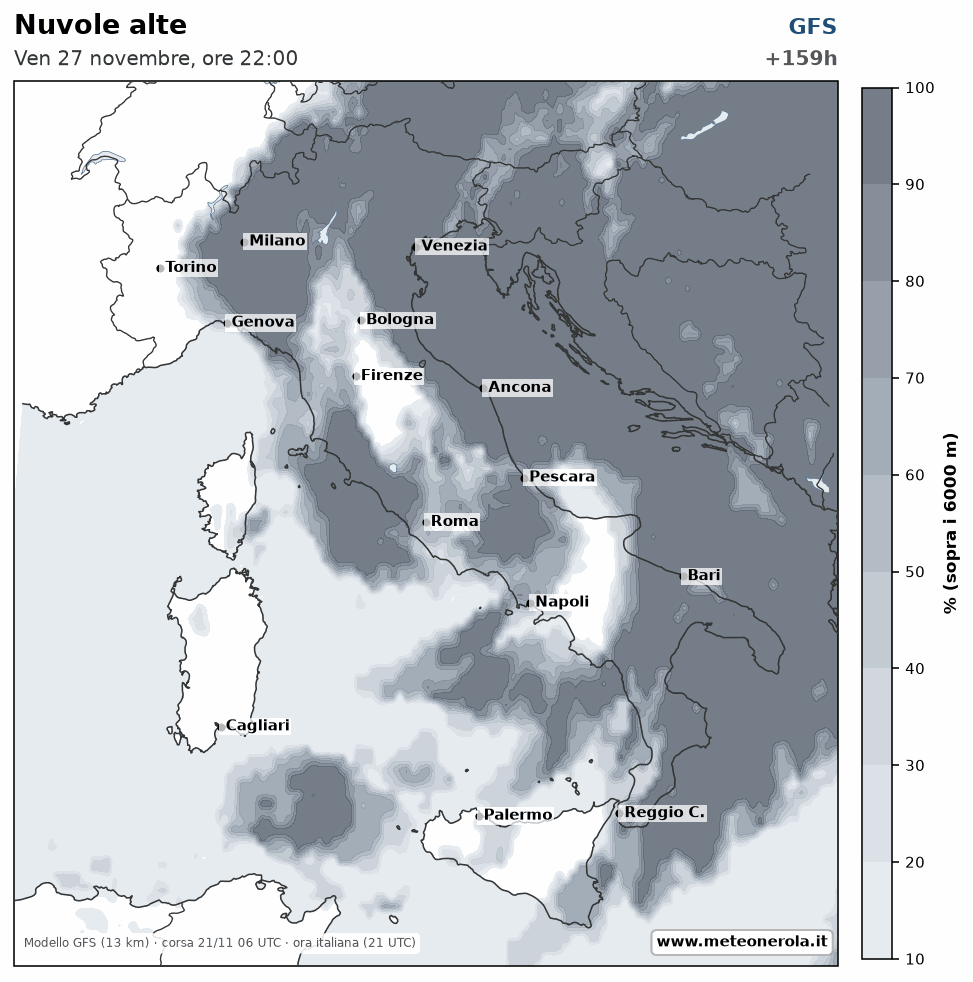 Nuvole alte
GFS
Ven 27 novembre, ore 22:00
+159h
Milano
Venezia
Torino
Genova
Bologna
Firenze
Ancona
Pescara
Roma
Bari
Napoli
Cagliari
Palermo
Reggio C.
100
90
80
70
60
50
40
30
20
10
% (sopra i 6000 m)
Modello GFS (13 km) · corsa 21/11 06 UTC · ora italiana (21 UTC)
www.meteonerola.it